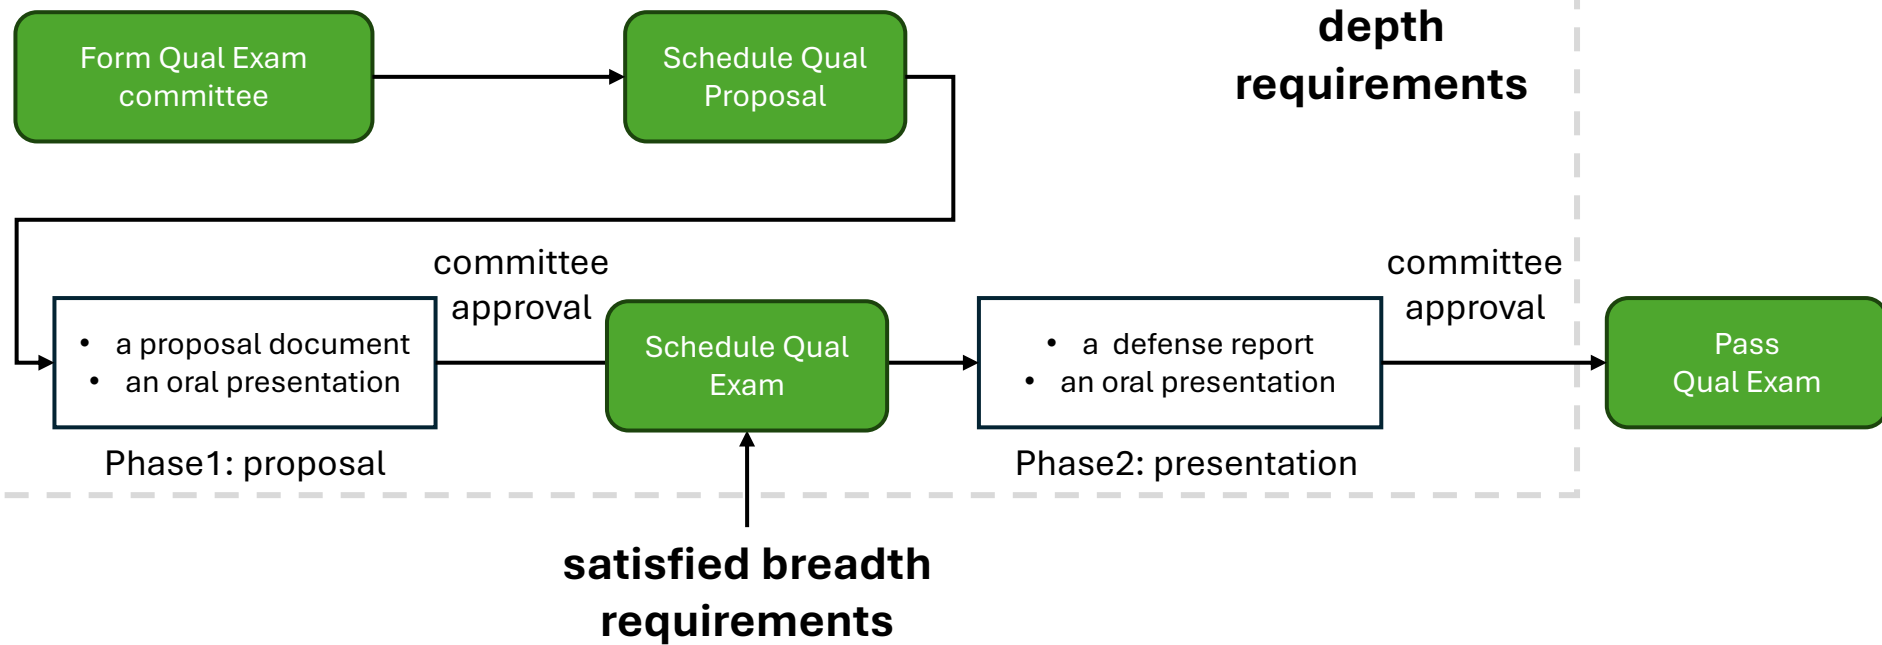 Form Qual Exam
committee
Schedule Qual
Proposal
depth
requirements
• a proposal document
• an oral presentation
Phase1: proposal
committee
approval
Schedule Qual
Exam
• a defense report
• an oral presentation
Phase2: presentation
committee
approval
Pass
Qual Exam
satisfied breadth
requirements